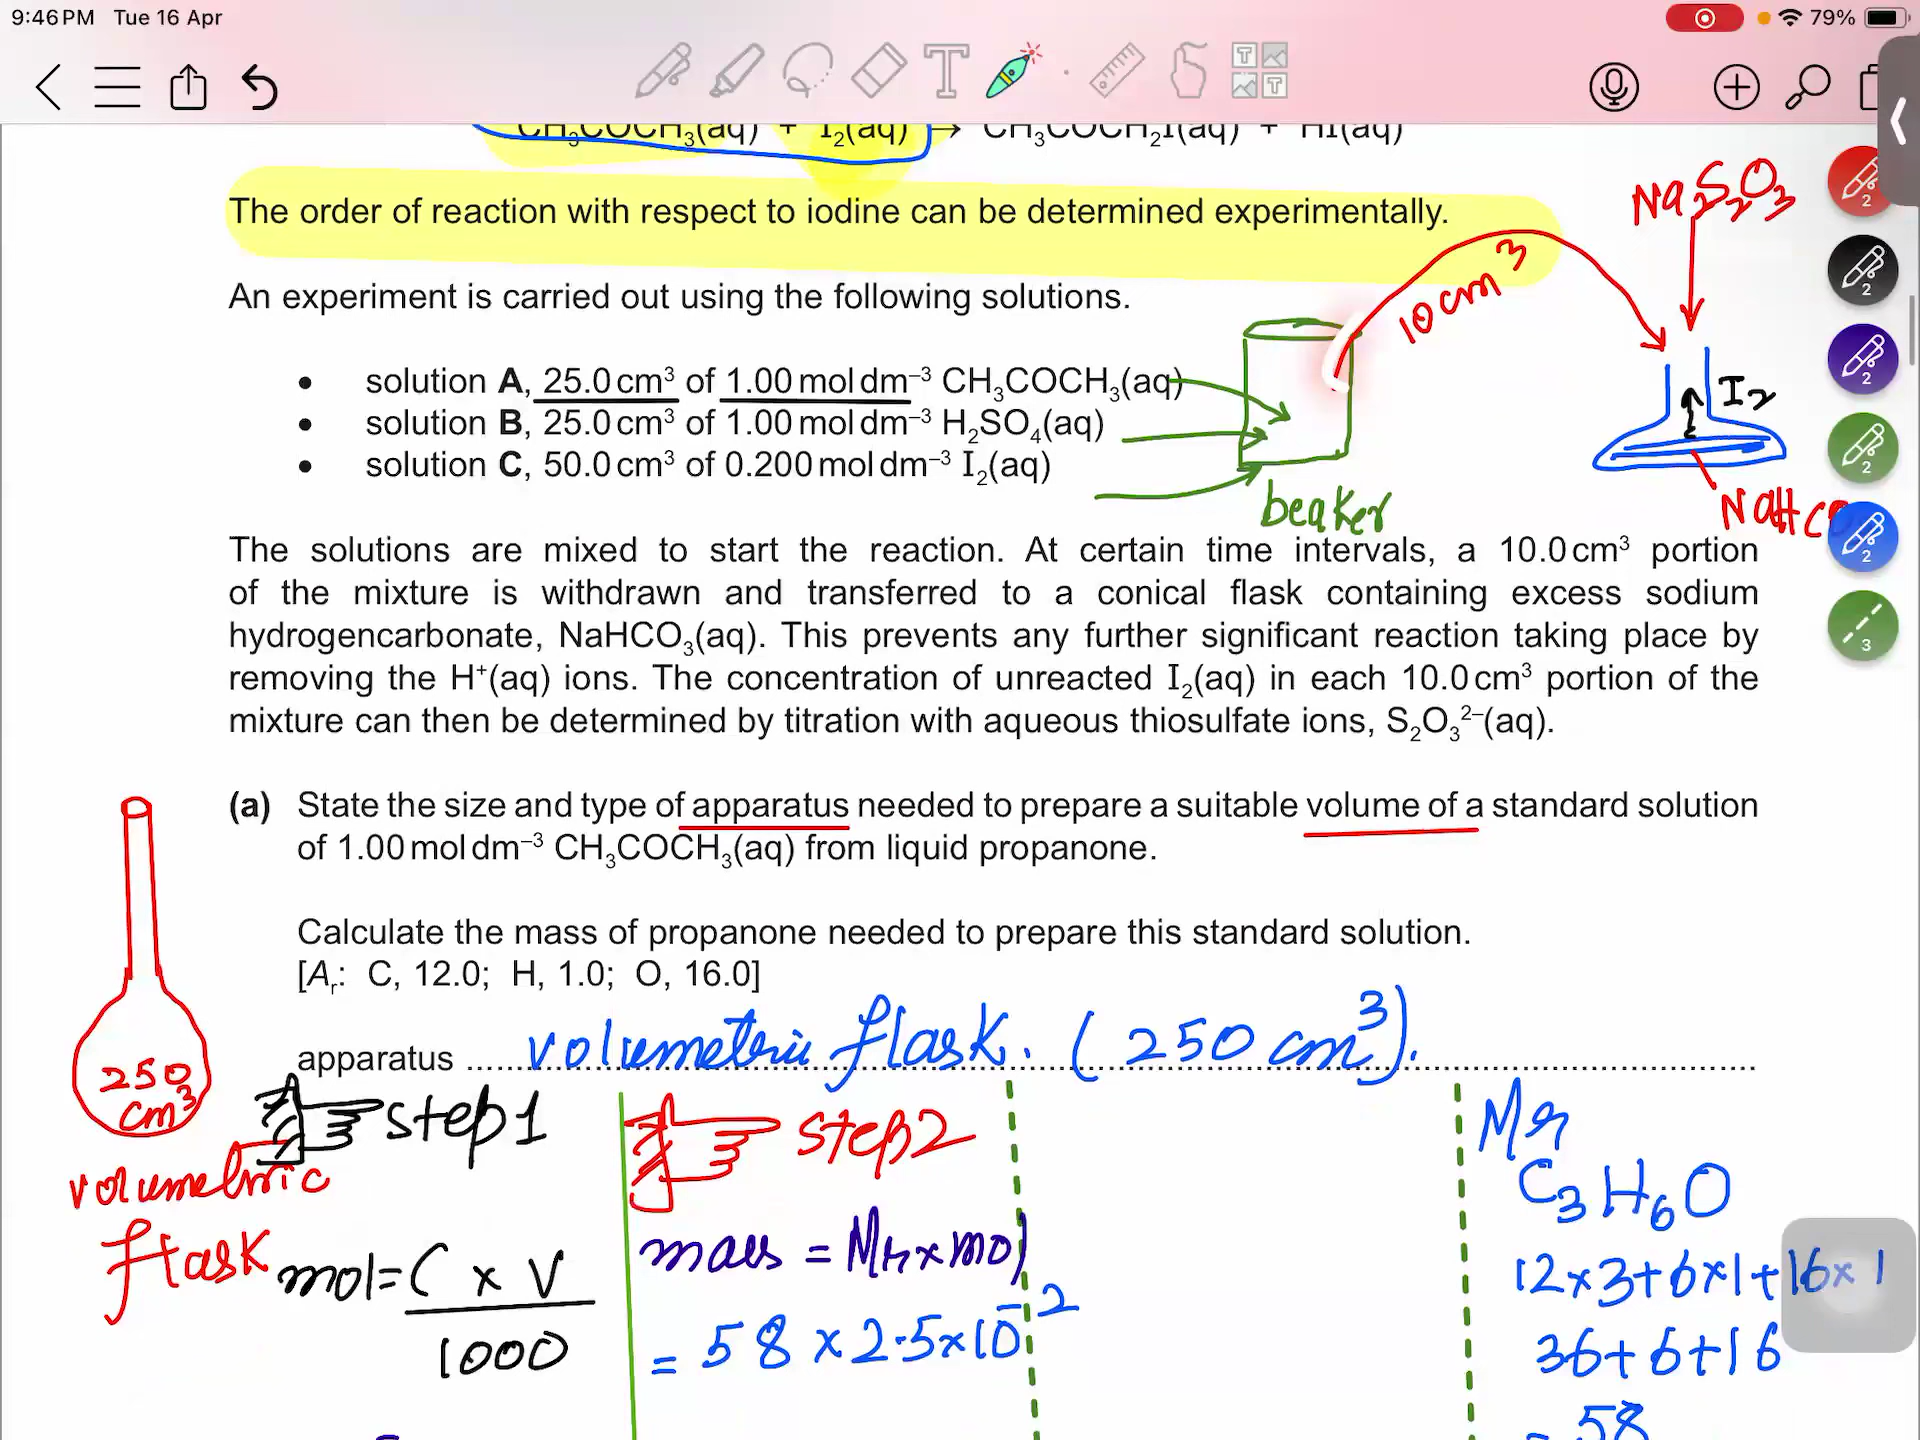 9:46 PM Tue 16 Apr
79%
CH₃COCH₃(aq) + I₂(aq) → CH₃COCH₂I(aq) + HI(aq)
The order of reaction with respect to iodine can be determined experimentally.
Na₂S₂O₃
An experiment is carried out using the following solutions.
10 cm³
• solution A, 25.0 cm³ of 1.00 mol dm⁻³ CH₃COCH₃(aq)
• solution B, 25.0 cm³ of 1.00 mol dm⁻³ H₂SO₄(aq)
• solution C, 50.0 cm³ of 0.200 mol dm⁻³ I₂(aq)
I₂
beaker
NaHCO
The solutions are mixed to start the reaction. At certain time intervals, a 10.0 cm³ portion
of the mixture is withdrawn and transferred to a conical flask containing excess sodium
hydrogencarbonate, NaHCO₃(aq). This prevents any further significant reaction taking place by
removing the H⁺(aq) ions. The concentration of unreacted I₂(aq) in each 10.0 cm³ portion of the
mixture can then be determined by titration with aqueous thiosulfate ions, S₂O₃²⁻(aq).
(a) State the size and type of apparatus needed to prepare a suitable volume of a standard solution
of 1.00 mol dm⁻³ CH₃COCH₃(aq) from liquid propanone.
Calculate the mass of propanone needed to prepare this standard solution.
[Aᵣ: C, 12.0; H, 1.0; O, 16.0]
apparatus volumetric flask. (250 cm³).
250
cm³
volumetric
flask
step1
mol = C x V
1000
step2
mass = Mr x mol
= 58 x 2.5x10⁻²
Mr
C₃H₆O
12x3+6x1+16x1
36+6+16
= 58
2
2
2
2
2
3